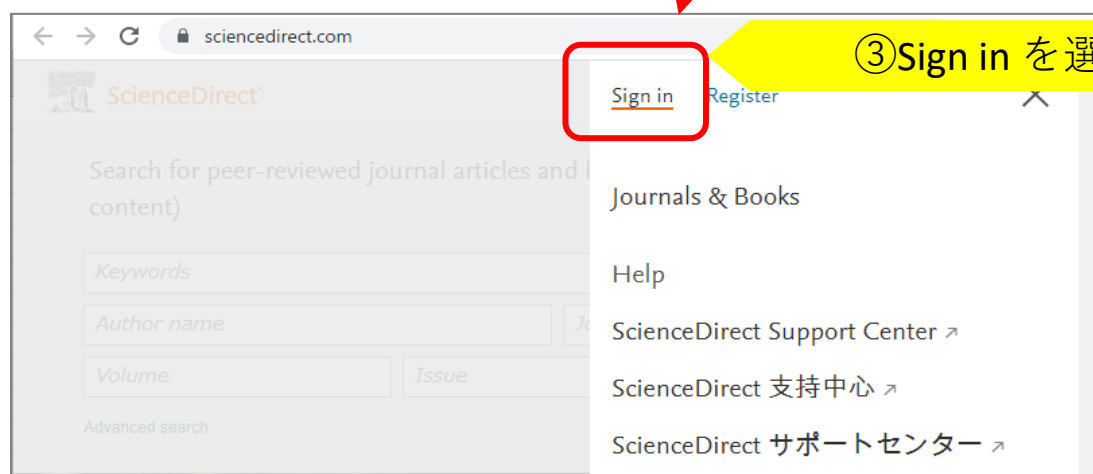 sciencedirect.com
③Sign in を選
ScienceDirect
Sign in Register
Search for peer-reviewed journal articles and
content)
Journals & Books
Keywords
Help
Author name
ScienceDirect Support Center
Volume Issue
ScienceDirect 支持中心
Advanced search
ScienceDirect サポートセンター